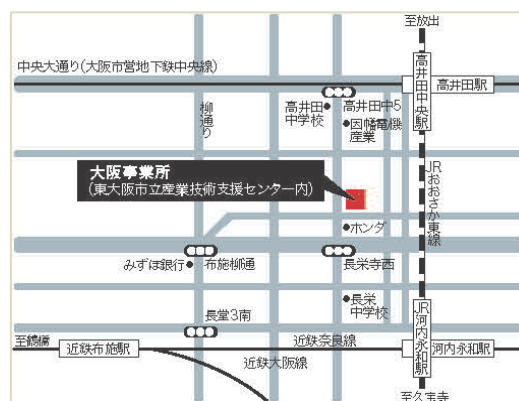 至放出
中央大通り(大阪市営地下鉄中央線)
高井田中央駅
高井田駅
柳通り
高井田中学校
高井田中5
因幡電機産業
大阪事業所
(東大阪市立産業技術支援センター内)
JRおおさか東線
ホンダ
みずほ銀行
布施柳通
長栄寺西
長栄中学校
長堂3南
JR河内永和駅
至鶴橋
近鉄布施駅
近鉄奈良線
河内永和駅
近鉄大阪線
至久宝寺